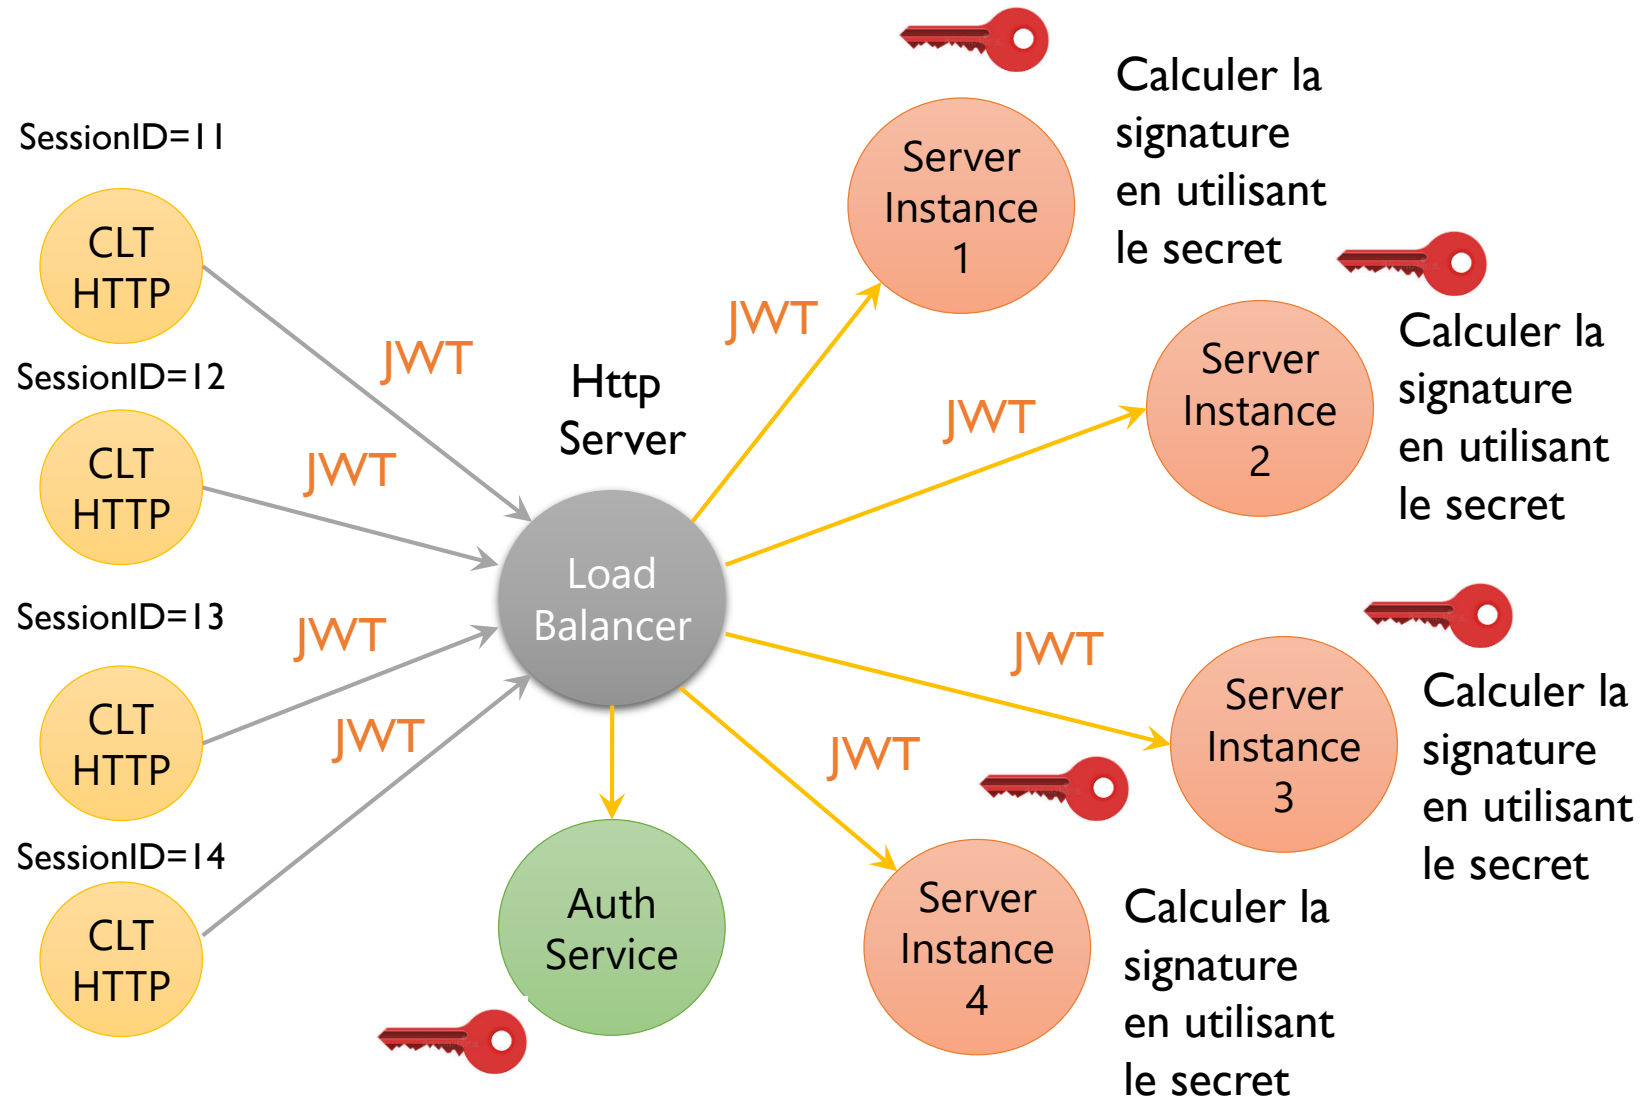 SessionID=11
CLT
HTTP
JWT
SessionID=12
CLT
HTTP
JWT
SessionID=13
CLT
HTTP
JWT
SessionID=14
CLT
HTTP
JWT
Http
Server
Load
Balancer
Auth
Service
JWT
Server
Instance
1
Calculer la
signature
en utilisant
le secret
JWT
Server
Instance
2
Calculer la
signature
en utilisant
le secret
JWT
Server
Instance
3
Calculer la
signature
en utilisant
le secret
JWT
Server
Instance
4
Calculer la
signature
en utilisant
le secret